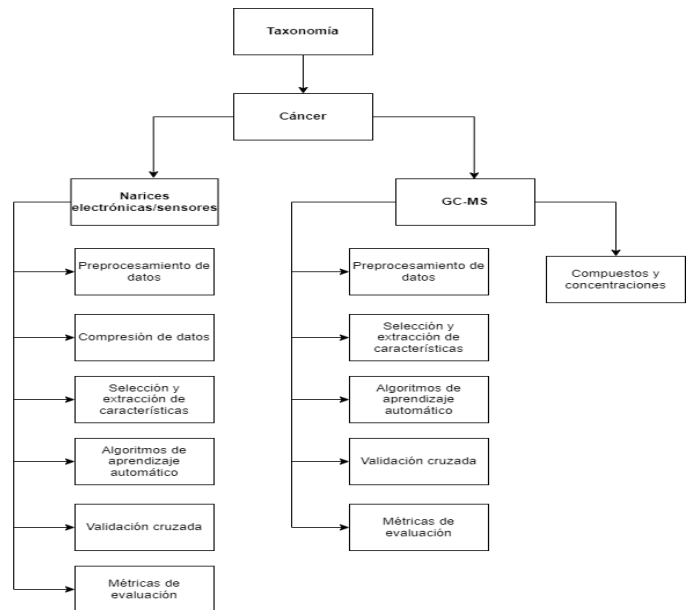 Taxonomía
Cáncer
Narices
electrónicas/sensores
Preprocesamiento de
datos
Compresión de datos
Selección y
extracción de
características
Algoritmos de
aprendizaje
automático
Validación cruzada
Métricas de
evaluación
GC-MS
Preprocesamiento de
datos
Selección y
extracción de
características
Algoritmos de
aprendizaje
automático
Validación cruzada
Métricas de
evaluación
Compuestos y
concentraciones